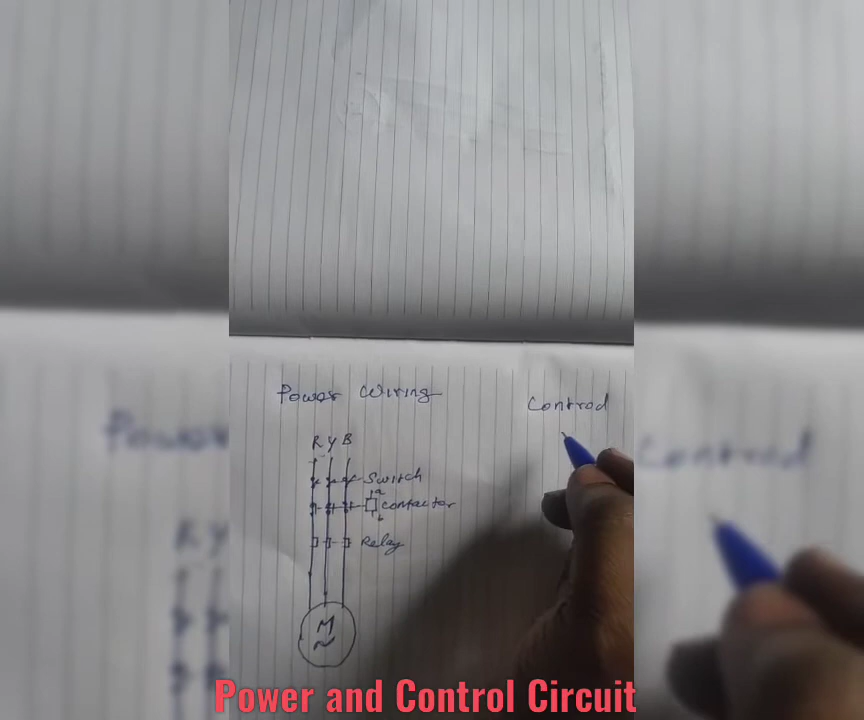 Power Wiring
Control
R Y B
Switch
a
Contactor
b
Relay
M
~
Power and Control Circuit